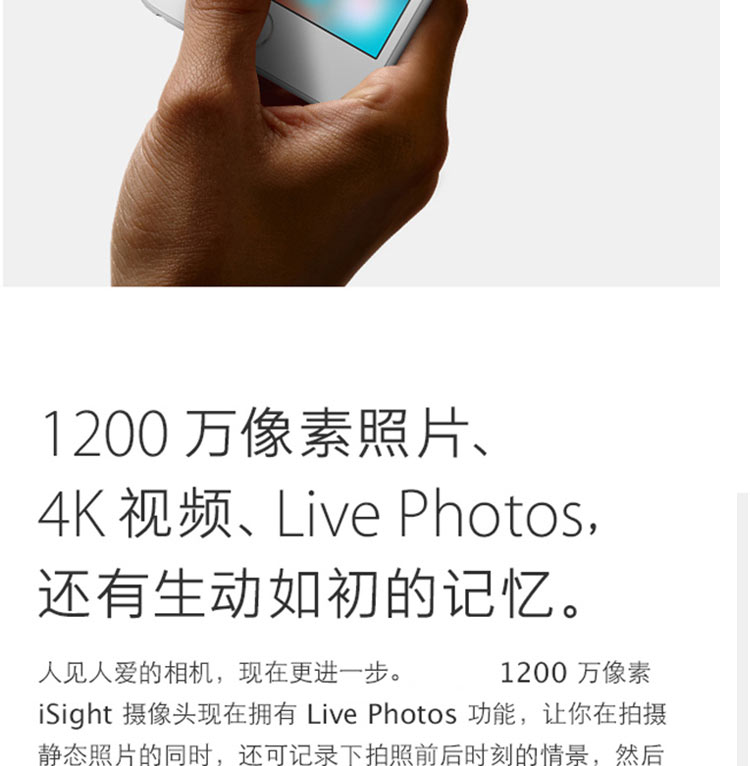 1200 万像素照片、
4K 视频、Live Photos，
还有生动如初的记忆。
人见人爱的相机，现在更进一步。 1200 万像素
iSight 摄像头现在拥有 Live Photos 功能，让你在拍摄
静态照片的同时，还可记录下拍照前后时刻的情景，然后